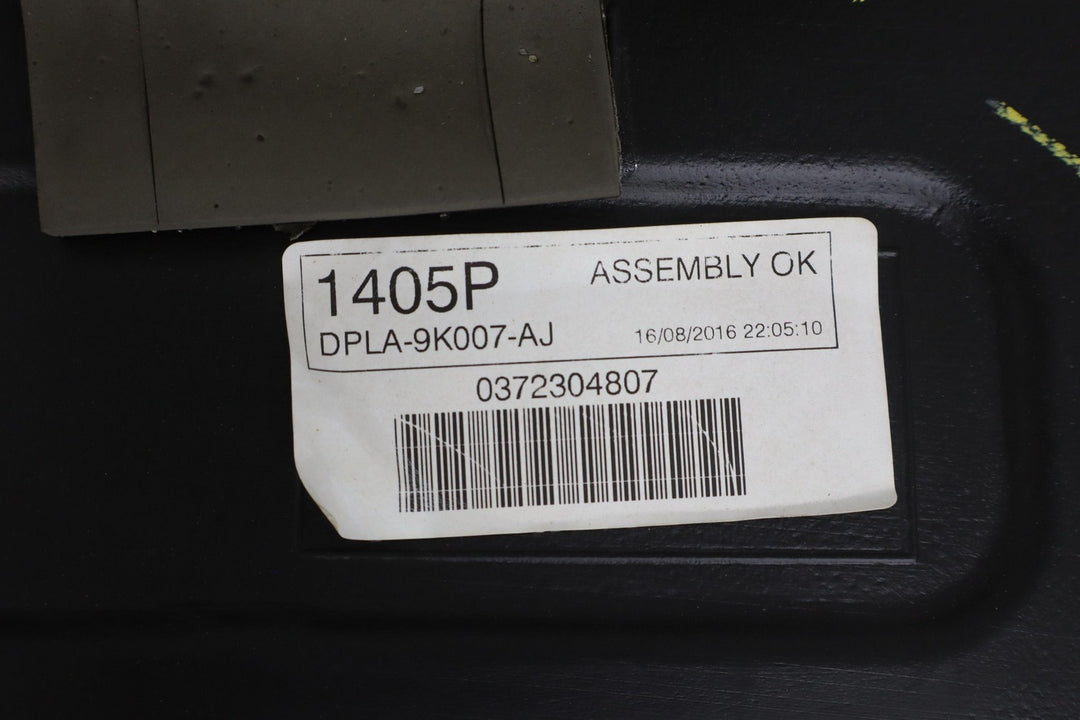 1405P
ASSEMBLY OK
DPLA-9K007-AJ
16/08/2016 22:05:10
0372304807